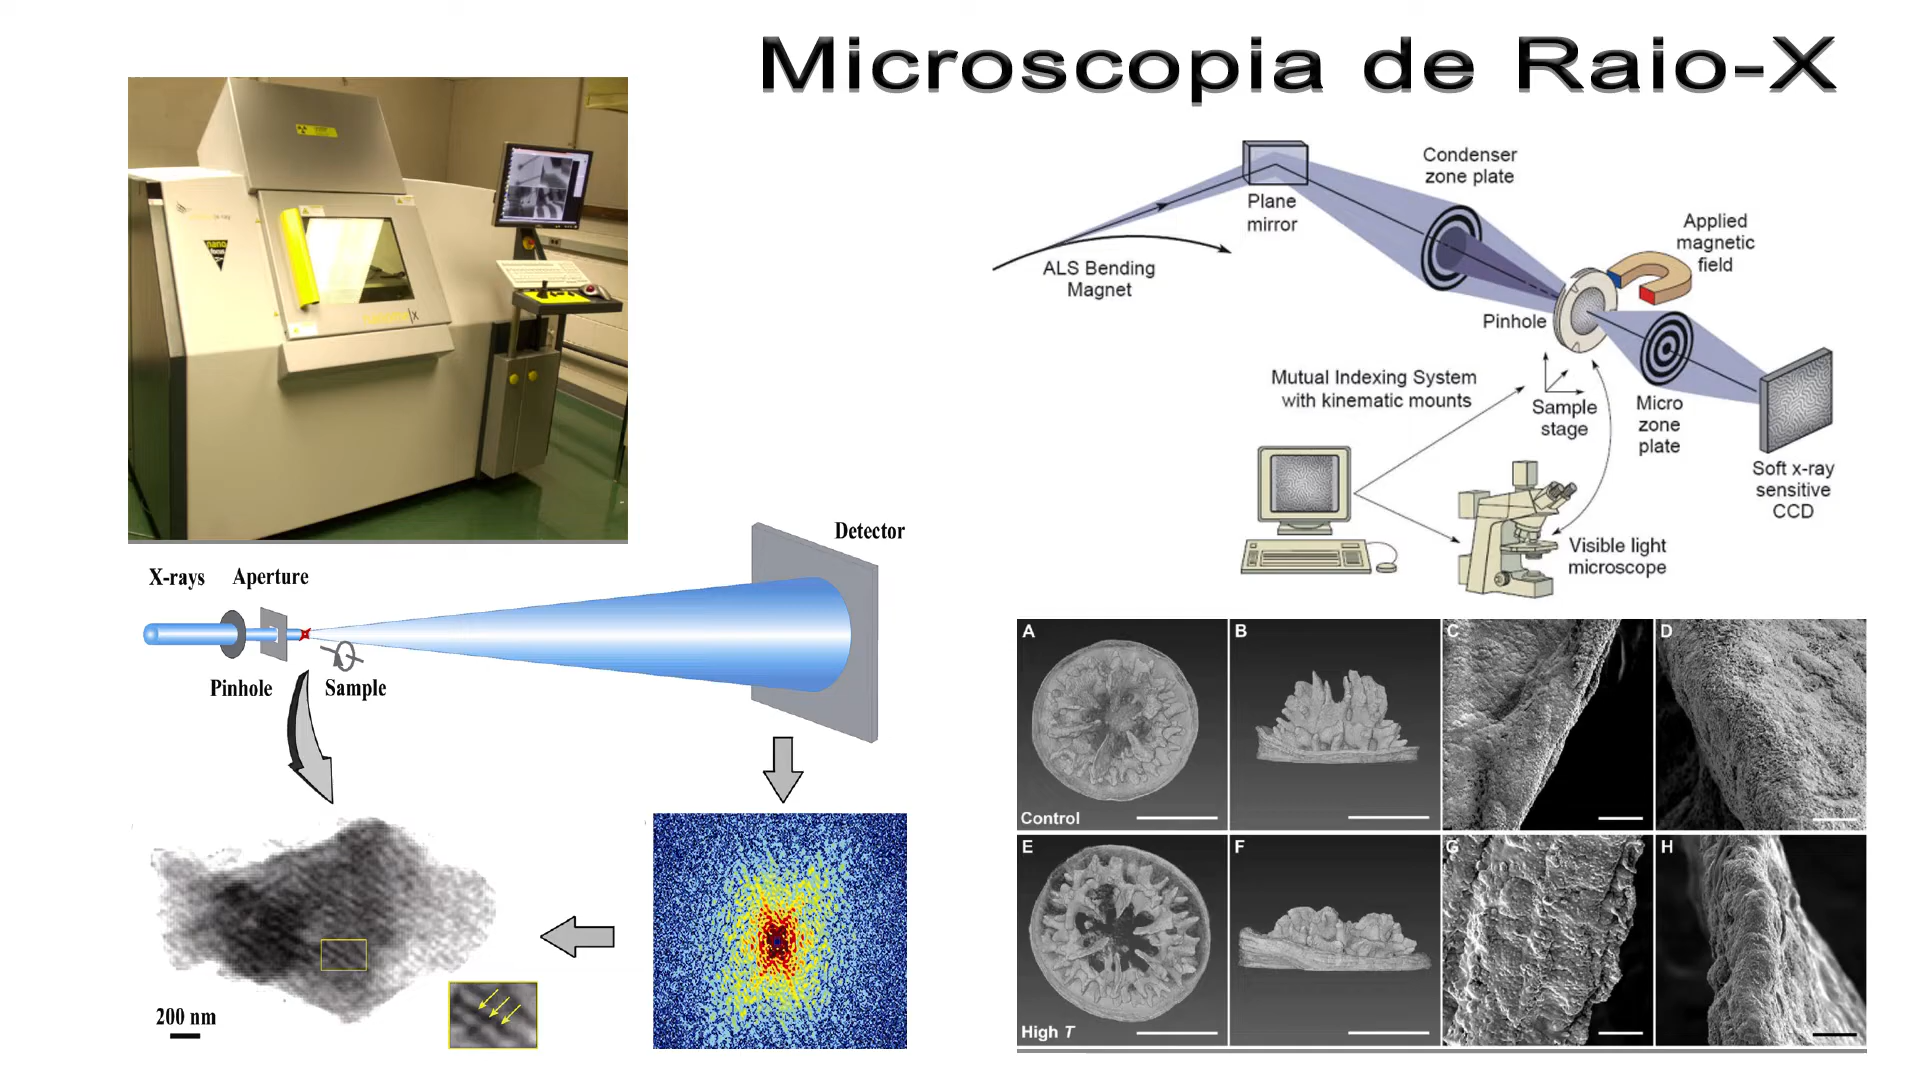 Microscopia de Raio-X
nano
Condenser
zone plate
Plane
mirror
Applied
magnetic
field
ALS Bending
Magnet
Pinhole
Mutual Indexing System
with kinematic mounts
Sample
stage
Micro
zone
plate
Soft x-ray
sensitive
CCD
Visible light
microscope
Detector
X-rays
Aperture
Pinhole
Sample
200 nm
A
B
C
D
Control
E
F
G
H
High T